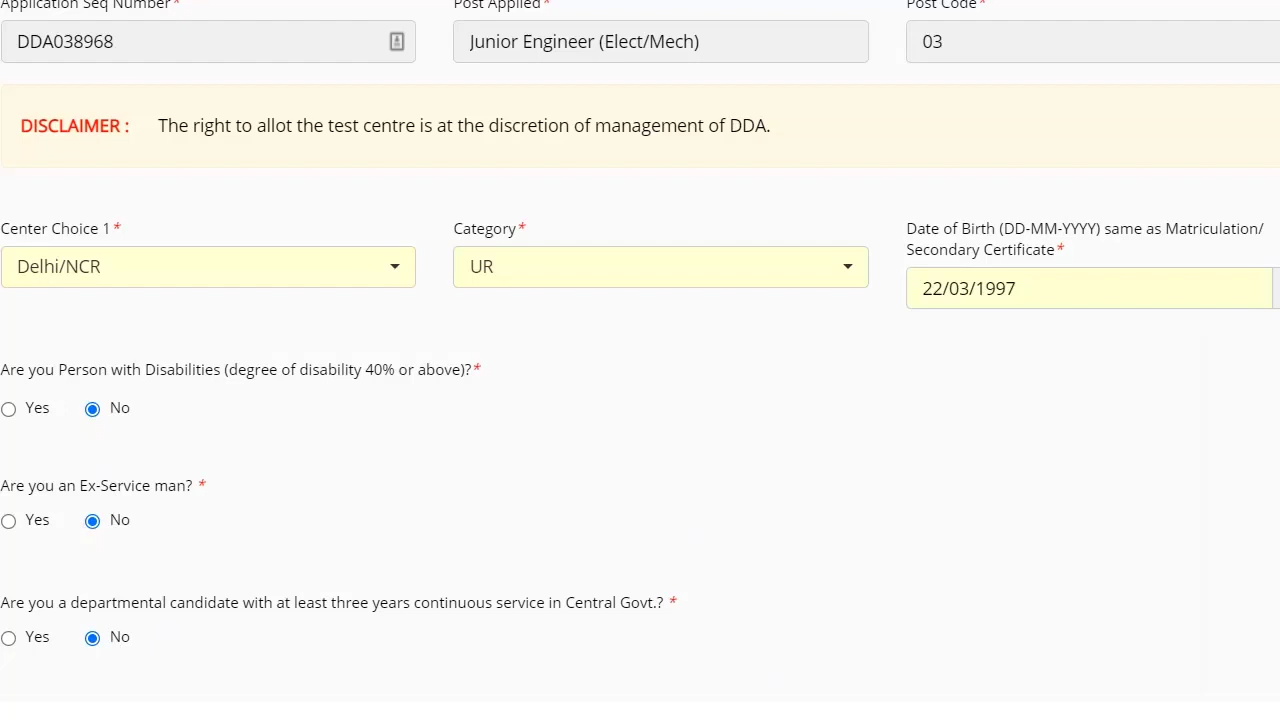 Application Seq Number* Post Applied* Post Code*
DDA038968 Junior Engineer (Elect/Mech) 03
DISCLAIMER : The right to allot the test centre is at the discretion of management of DDA.
Center Choice 1* Category* Date of Birth (DD-MM-YYYY) same as Matriculation/
Secondary Certificate*
Delhi/NCR UR 22/03/1997
Are you Person with Disabilities (degree of disability 40% or above)?*
Yes No
Are you an Ex-Service man? *
Yes No
Are you a departmental candidate with at least three years continuous service in Central Govt.? *
Yes No